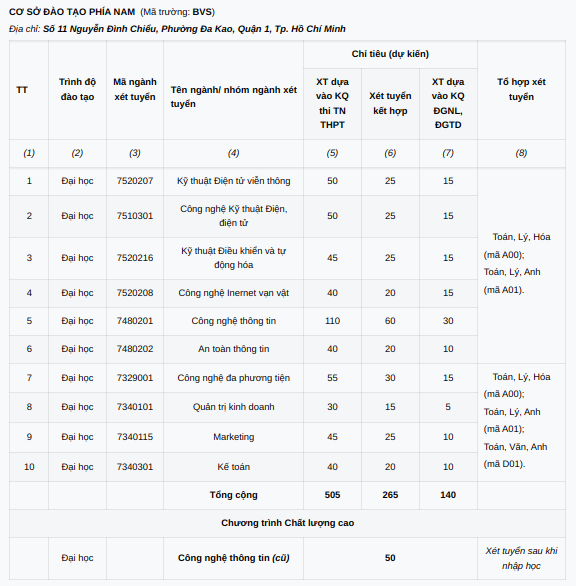 CƠ SỞ ĐÀO TẠO PHÍA NAM (Mã trường: BVS)
Địa chỉ: Số 11 Nguyễn Đình Chiểu, Phường Đa Kao, Quận 1, Tp. Hồ Chí Minh
TT
Trình độ
đào tạo
Mã ngành
xét tuyển
Tên ngành/ nhóm ngành xét
tuyển
Chỉ tiêu (dự kiến)
XT dựa
vào KQ
thi TN
THPT
Xét tuyển
kết hợp
XT dựa
vào KQ
ĐGNL,
ĐGTD
Tổ hợp xét
tuyển
(1) (2) (3) (4) (5) (6) (7) (8)
1 Đại học 7520207 Kỹ thuật Điện tử viễn thông 50 25 15
2 Đại học 7510301 Công nghệ Kỹ thuật Điện,
điện tử 50 25 15
3 Đại học 7520216 Kỹ thuật Điều khiển và tự
động hóa 45 25 15
4 Đại học 7520208 Công nghệ Inernet vạn vật 40 20 15
5 Đại học 7480201 Công nghệ thông tin 110 60 30
6 Đại học 7480202 An toàn thông tin 40 20 10
Toán, Lý, Hóa
(mã A00);
Toán, Lý, Anh
(mã A01).
7 Đại học 7329001 Công nghệ đa phương tiện 55 30 15
8 Đại học 7340101 Quản trị kinh doanh 30 15 5
9 Đại học 7340115 Marketing 45 25 10
10 Đại học 7340301 Kế toán 40 20 10
Toán, Lý, Hóa
(mã A00);
Toán, Lý, Anh
(mã A01);
Toán, Văn, Anh
(mã D01).
Tổng cộng 505 265 140
Chương trình Chất lượng cao
Đại học Công nghệ thông tin (cũ) 50 Xét tuyển sau khi
nhập học